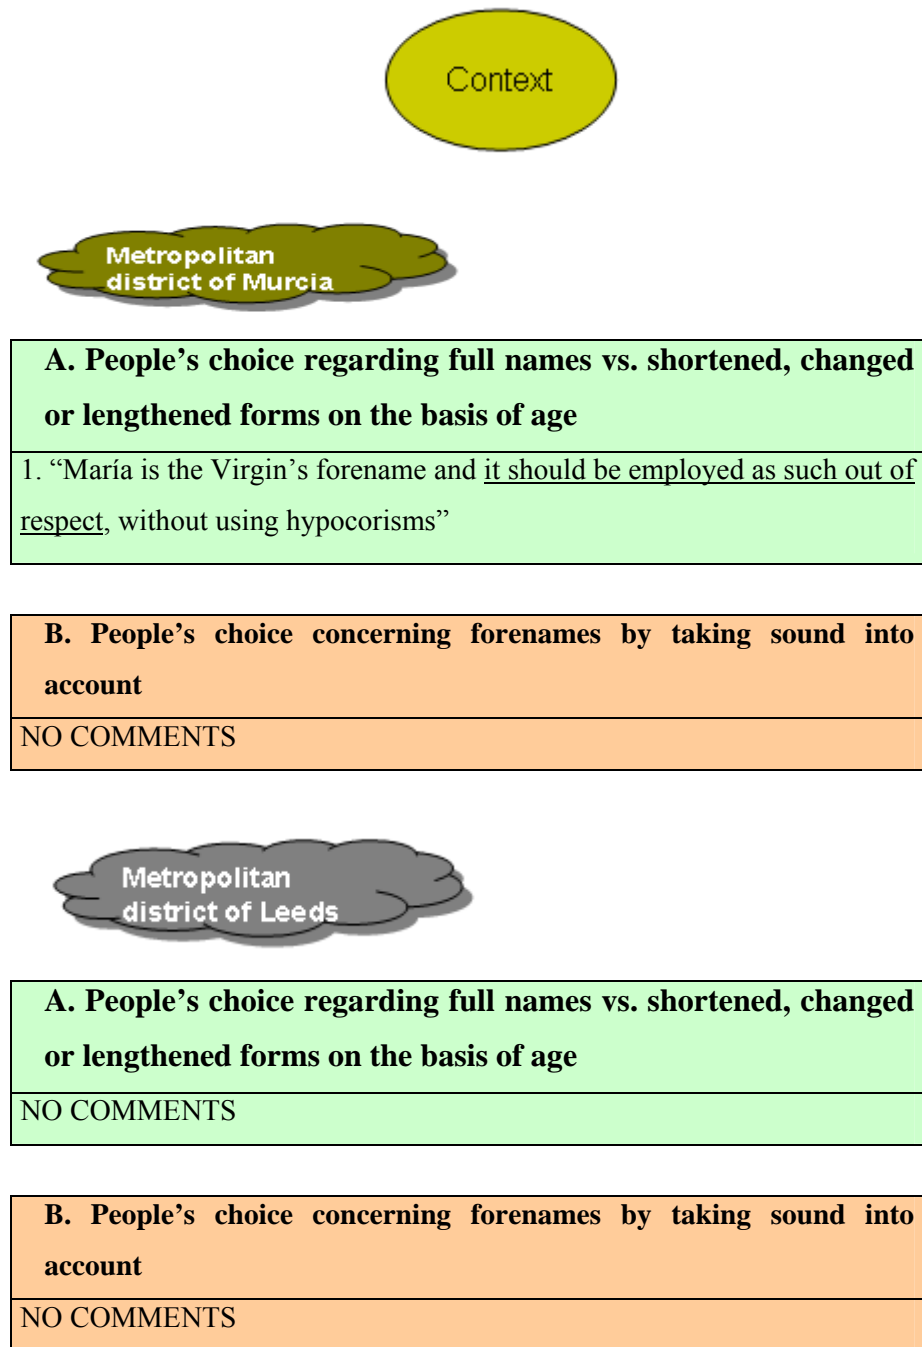 Context
Metropolitan
district of Murcia
A. People’s choice regarding full names vs. shortened, changed
or lengthened forms on the basis of age
1. “María is the Virgin’s forename and it should be employed as such out of
respect, without using hypocorisms”
B. People’s choice concerning forenames by taking sound into
account
NO COMMENTS
Metropolitan
district of Leeds
A. People’s choice regarding full names vs. shortened, changed
or lengthened forms on the basis of age
NO COMMENTS
B. People’s choice concerning forenames by taking sound into
account
NO COMMENTS